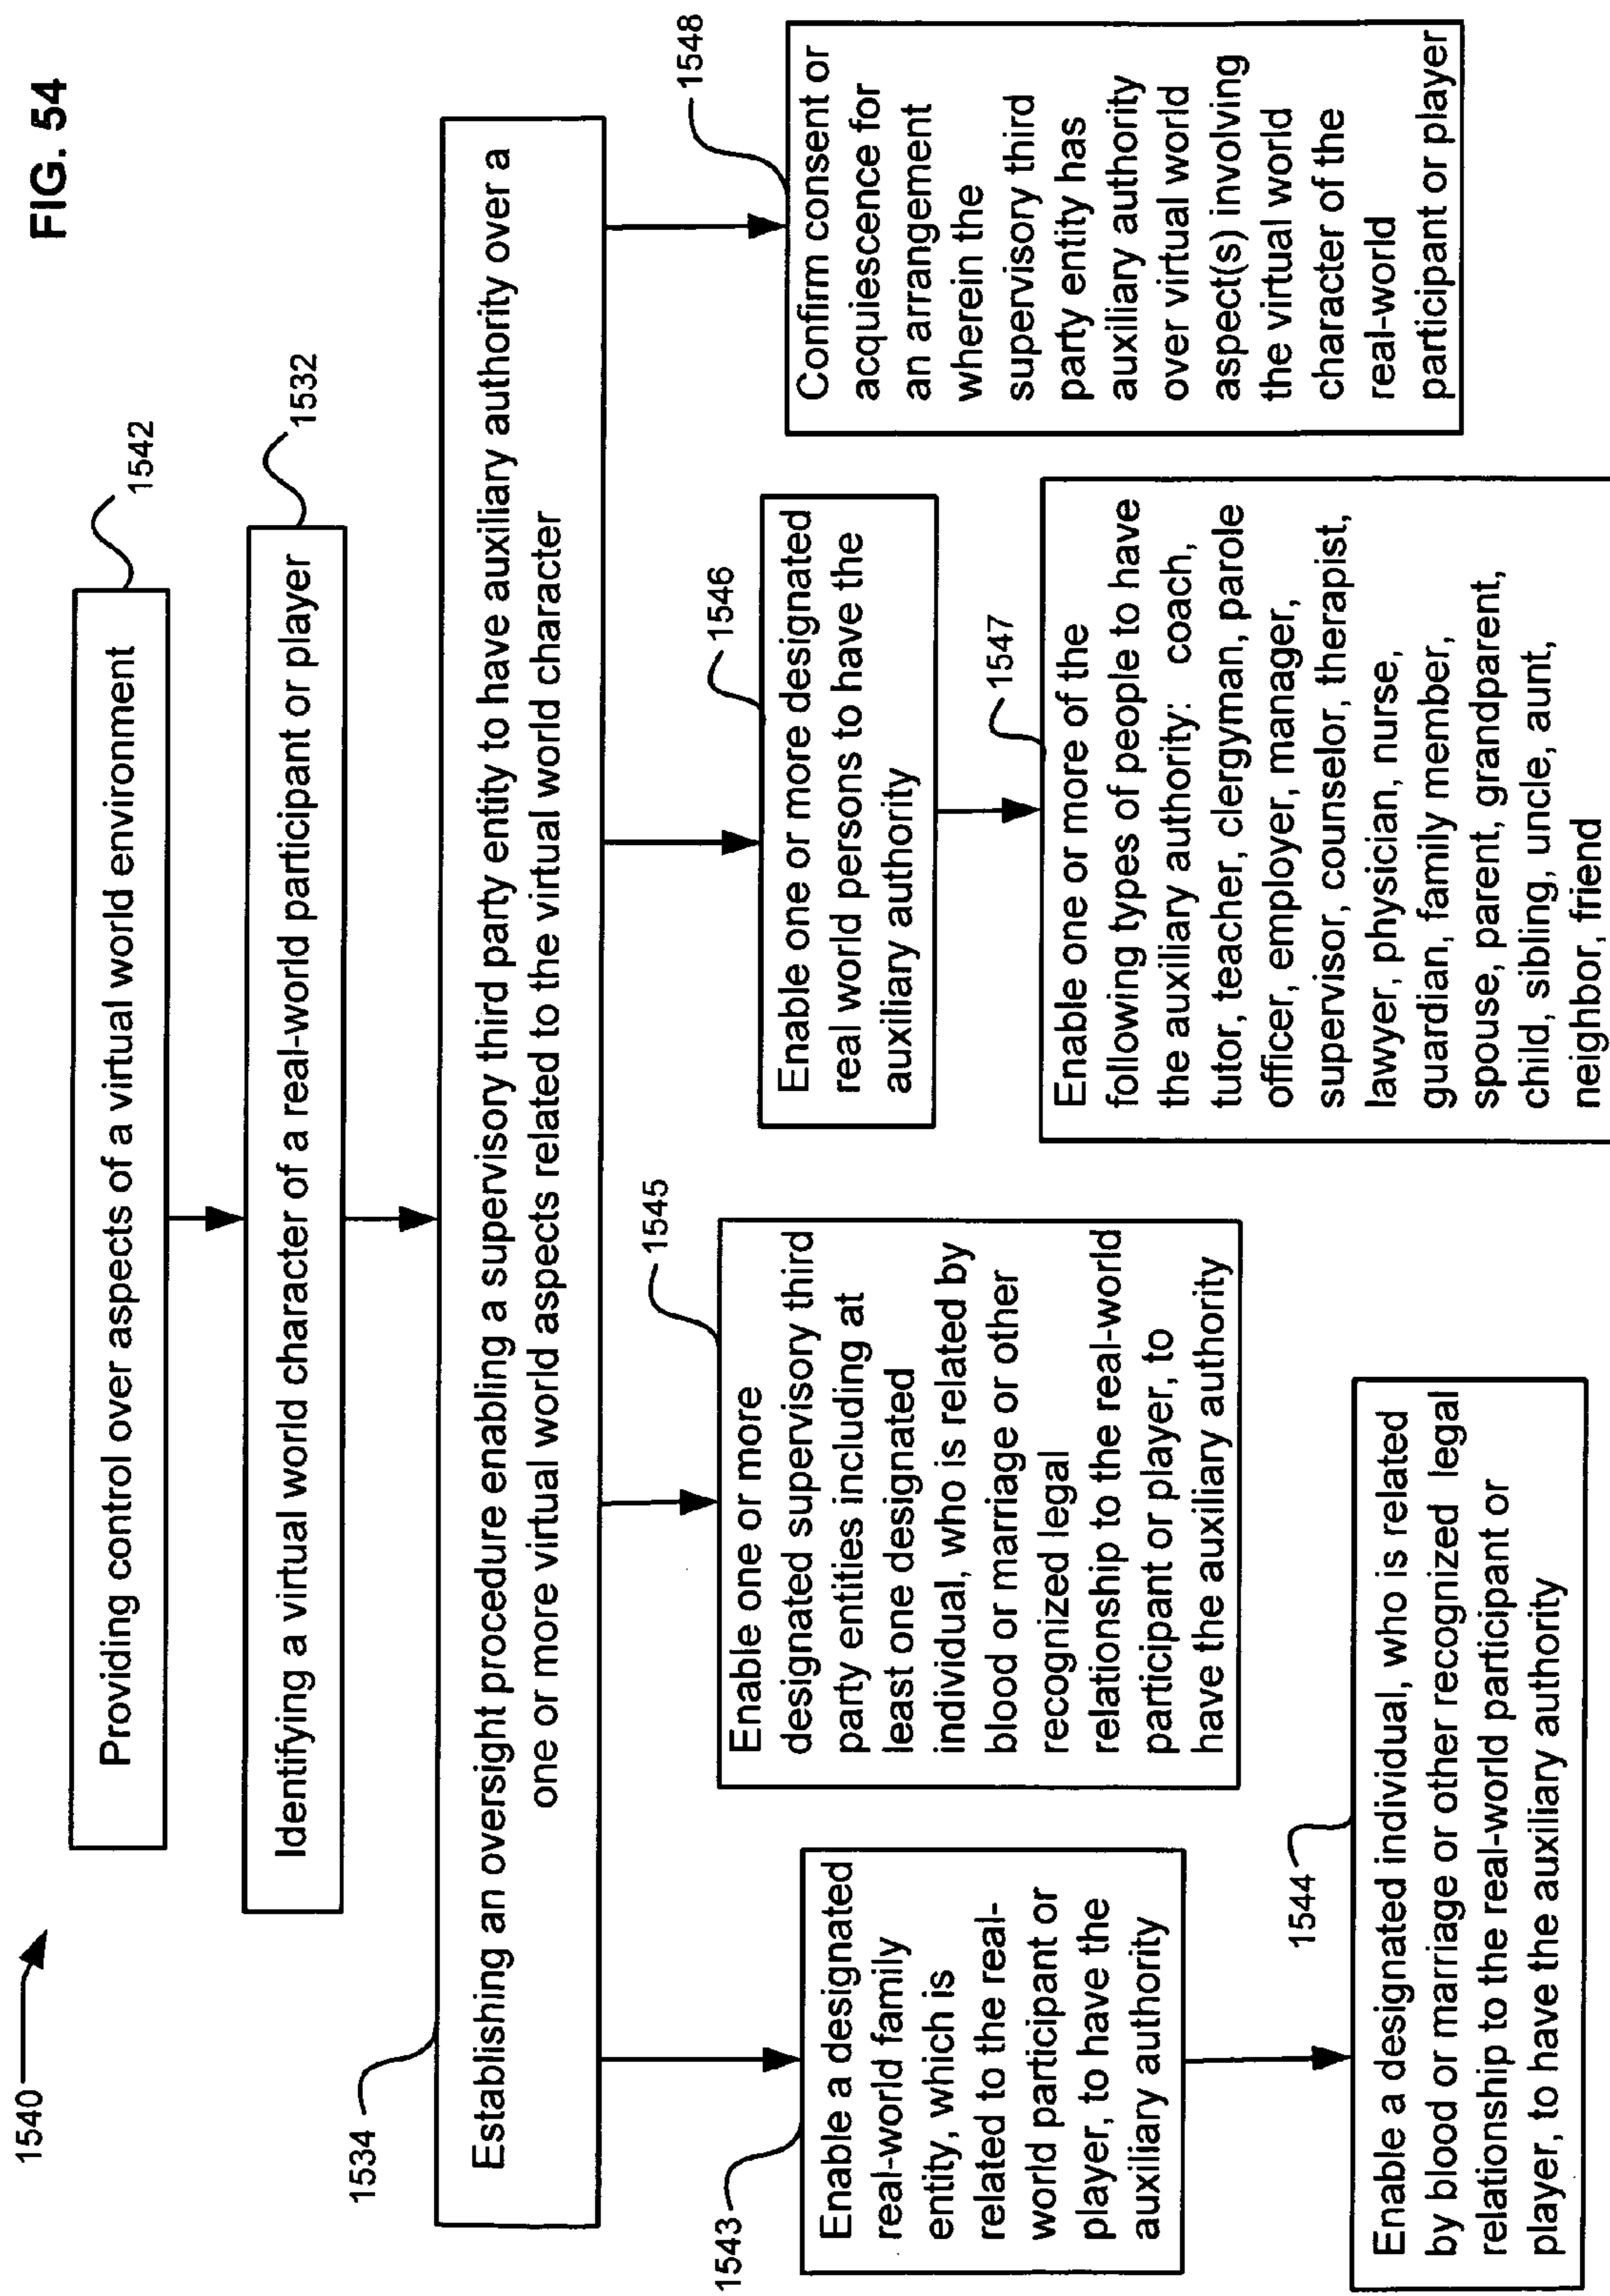 FIG. 54
1540
Providing control over aspects of a virtual world environment
1542
Identifying a virtual world character of a real-world participant or player
1532
1534
Establishing an oversight procedure enabling a supervisory third party entity to have auxiliary authority over a
one or more virtual world aspects related to the virtual world character
1543
Enable a designated
real-world family
entity, which is
related to the real-
world participant or
player, to have the
auxiliary authority
1544
Enable a designated individual, who is related
by blood or marriage or other recognized legal
relationship to the real-world participant or
player, to have the auxiliary authority
1545
Enable one or more
designated supervisory third
party entities including at
least one designated
individual, who is related by
blood or marriage or other
recognized legal
relationship to the real-world
participant or player, to
have the auxiliary authority
1546
Enable one or more designated
real world persons to have the
auxiliary authority
1547
Enable one or more of the
following types of people to have
the auxiliary authority: coach,
tutor, teacher, clergyman, parole
officer, employer, manager,
supervisor, counselor, therapist,
lawyer, physician, nurse,
guardian, family member,
spouse, parent, grandparent,
child, sibling, uncle, aunt,
neighbor, friend
1548
Confirm consent or
acquiescence for
an arrangement
wherein the
supervisory third
party entity has
auxiliary authority
over virtual world
aspect(s) involving
the virtual world
character of the
real-world
participant or player